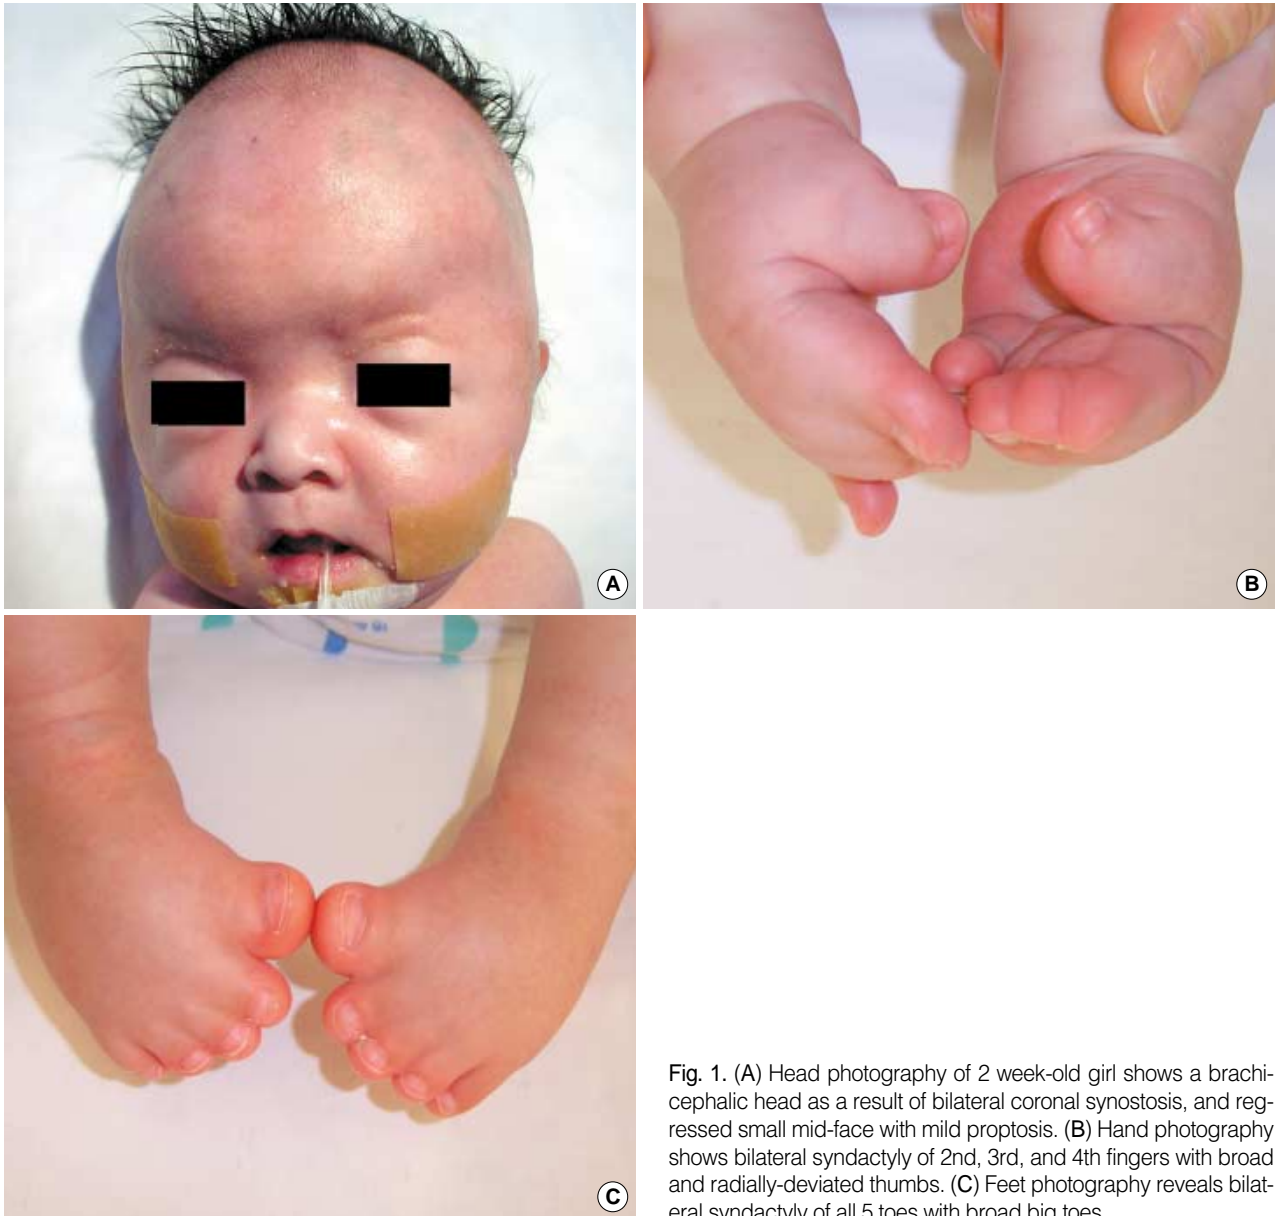 A
B
C
Fig. 1. (A) Head photography of 2 week-old girl shows a brachi-
cephalic head as a result of bilateral coronal synostosis, and reg-
ressed small mid-face with mild proptosis. (B) Hand photography
shows bilateral syndactyly of 2nd, 3rd, and 4th fingers with broad
and radially-deviated thumbs. (C) Feet photography reveals bilat-
eral syndactyly of all 5 toes with broad big toes.